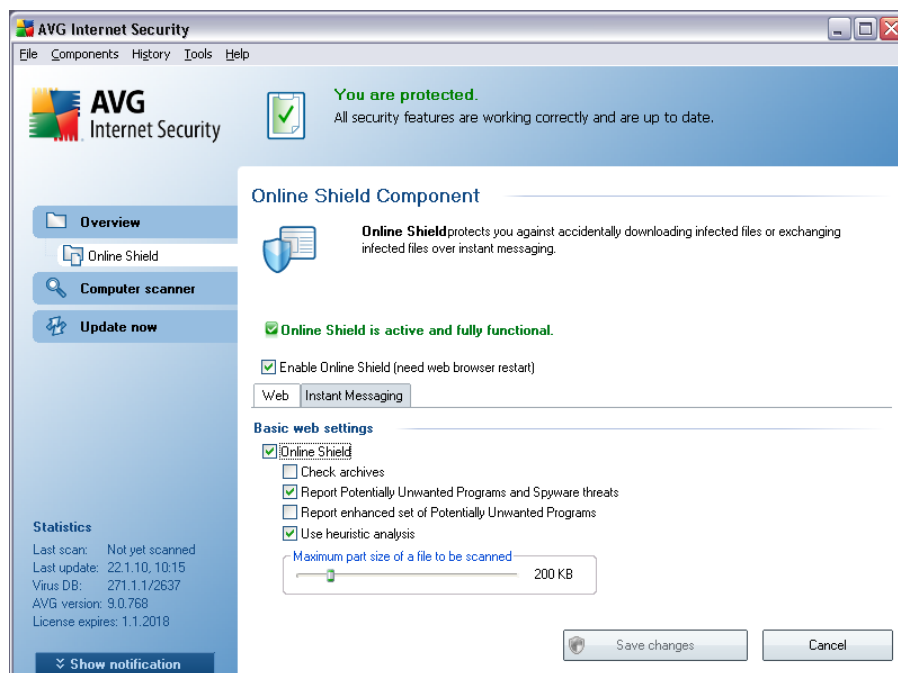 AVG Internet Security
File Components History Tools Help
AVG
Internet Security
You are protected.
All security features are working correctly and are up to date.
Overview
Online Shield
Computer scanner
Update now
Statistics
Last scan: Not yet scanned
Last update: 22.1.10, 10:15
Virus DB: 271.1.1/2637
AVG version: 9.0.768
License expires: 1.1.2018
Show notification
Online Shield Component
Online Shieldprotects you against accidentally downloading infected files or exchanging
infected files over instant messaging.
Online Shield is active and fully functional.
Enable Online Shield (need web browser restart)
Web Instant Messaging
Basic web settings
Online Shield
Check archives
Report Potentially Unwanted Programs and Spyware threats
Report enhanced set of Potentially Unwanted Programs
Use heuristic analysis
Maximum part size of a file to be scanned
200 KB
Save changes Cancel